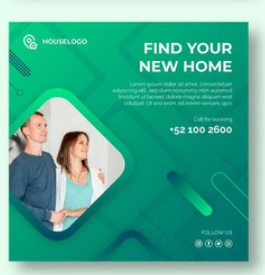 HOUSELOGO
FIND YOUR
NEW HOME
Lorem ipsum dolor sit amet, consectetuer
adipiscing elit, sed diam nonummy nibh euismod
tincidunt ut laoreet dolore magna aliquam erat
volutpat. Ut wisi enim ad minim veniam, quis
Call for booking
+52 100 2600
FOLLOW US